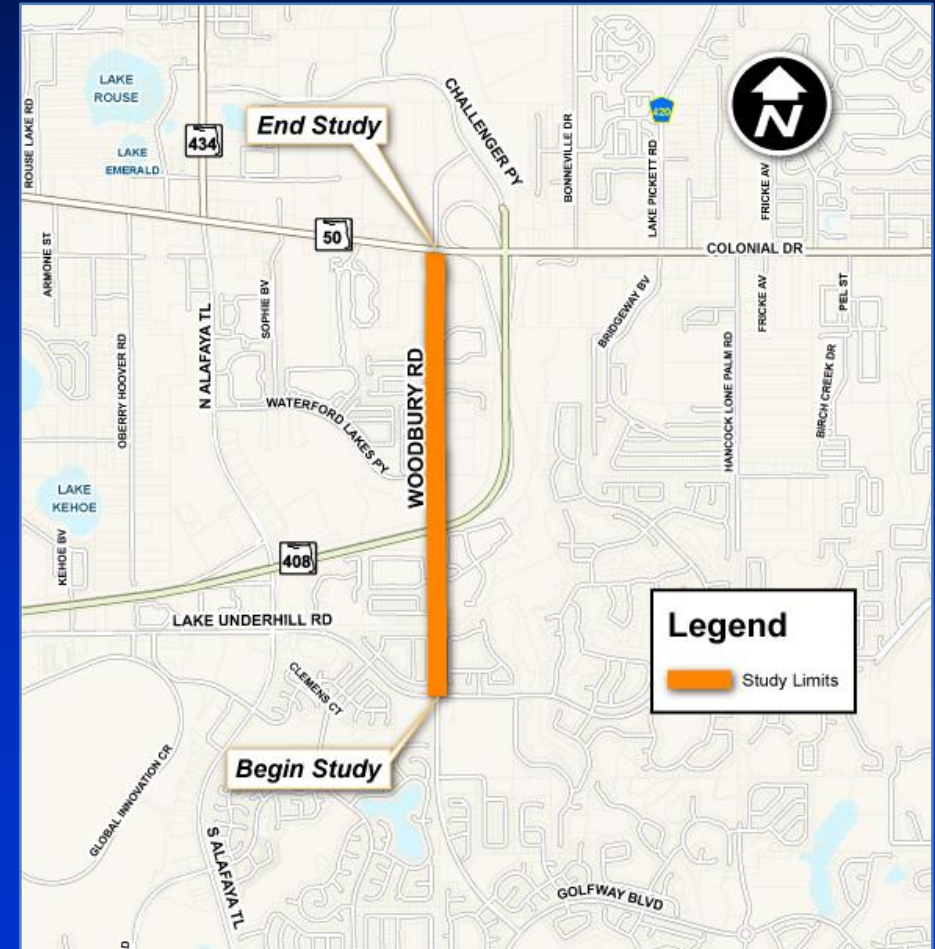 LAKE
ROUSE
ROUSE LAKE RD
434
LAKE
EMERALD
End Study
CHALLENGER PY
BONNEVILLE DR
420
LAKE PICKETT RD
N
FRICKE AV
50
COLONIAL DR
ARMONE ST
SOPHIE BV
N ALAFAYA TL
OBERRY HOOVER RD
WATERFORD LAKES PY
WOODBURY RD
BRIDGEWAY BV
HANCOCK LONE PALM RD
FRICKE AV
PEL ST
BIRCH CREEK DR
LAKE
KEHOE
KEHOE BV
408
LAKE UNDERHILL RD
CLEMENS CT
Legend
Study Limits
Begin Study
GLOBAL INNOVATION CR
S ALAFAYA TL
GOLFWAY BLVD
D